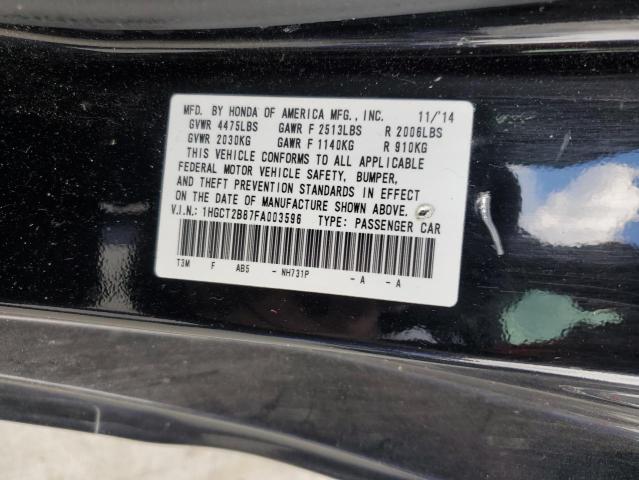 MFD. BY HONDA OF AMERICA MFG., INC. 11/'14
GVWR 4475LBS GAWR F 2513LBS R 2006LBS
GVWR 2030KG GAWR F 1140KG R 910KG
THIS VEHICLE CONFORMS TO ALL APPLICABLE
FEDERAL MOTOR VEHICLE SAFETY, BUMPER,
AND THEFT PREVENTION STANDARDS IN EFFECT
ON THE DATE OF MANUFACTURE SHOWN ABOVE.
V.I.N.: 1HGCT2B87FA003596 TYPE: PASSENGER CAR
T3M F AB5 - NH731P - A - A